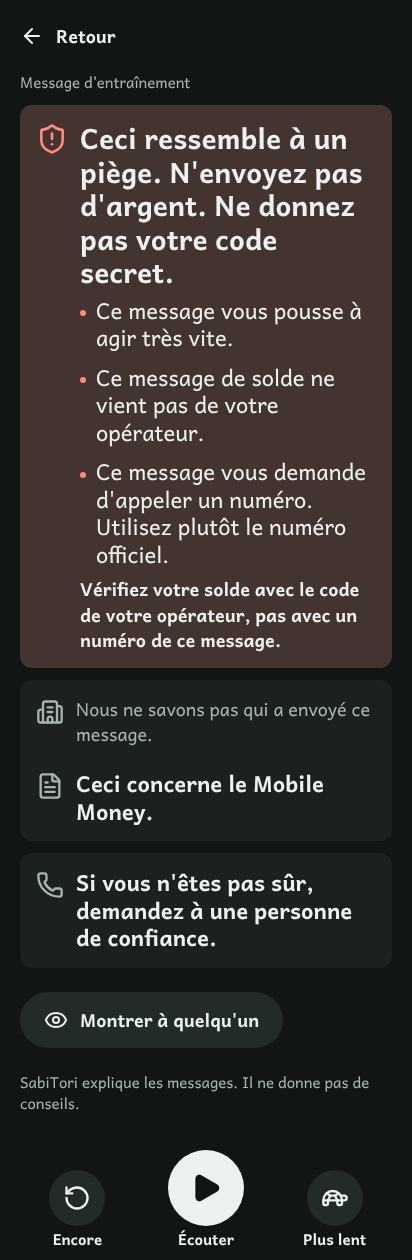 Retour
Message d’entraînement
Ceci ressemble à un
piège. N'envoyez pas
d'argent. Ne donnez
pas votre code
secret.
• Ce message vous pousse à
agir très vite.
• Ce message de solde ne
vient pas de votre
opérateur.
• Ce message vous demande
d'appeler un numéro.
Utilisez plutôt le numéro
officiel.
Vérifiez votre solde avec le code
de votre opérateur, pas avec un
numéro de ce message.
Nous ne savons pas qui a envoyé ce
message.
Ceci concerne le Mobile
Money.
Si vous n'êtes pas sûr,
demandez à une personne
de confiance.
Montrer à quelqu'un
SabiTori explique les messages. Il ne donne pas de
conseils.
Encore
Écouter
Plus lent